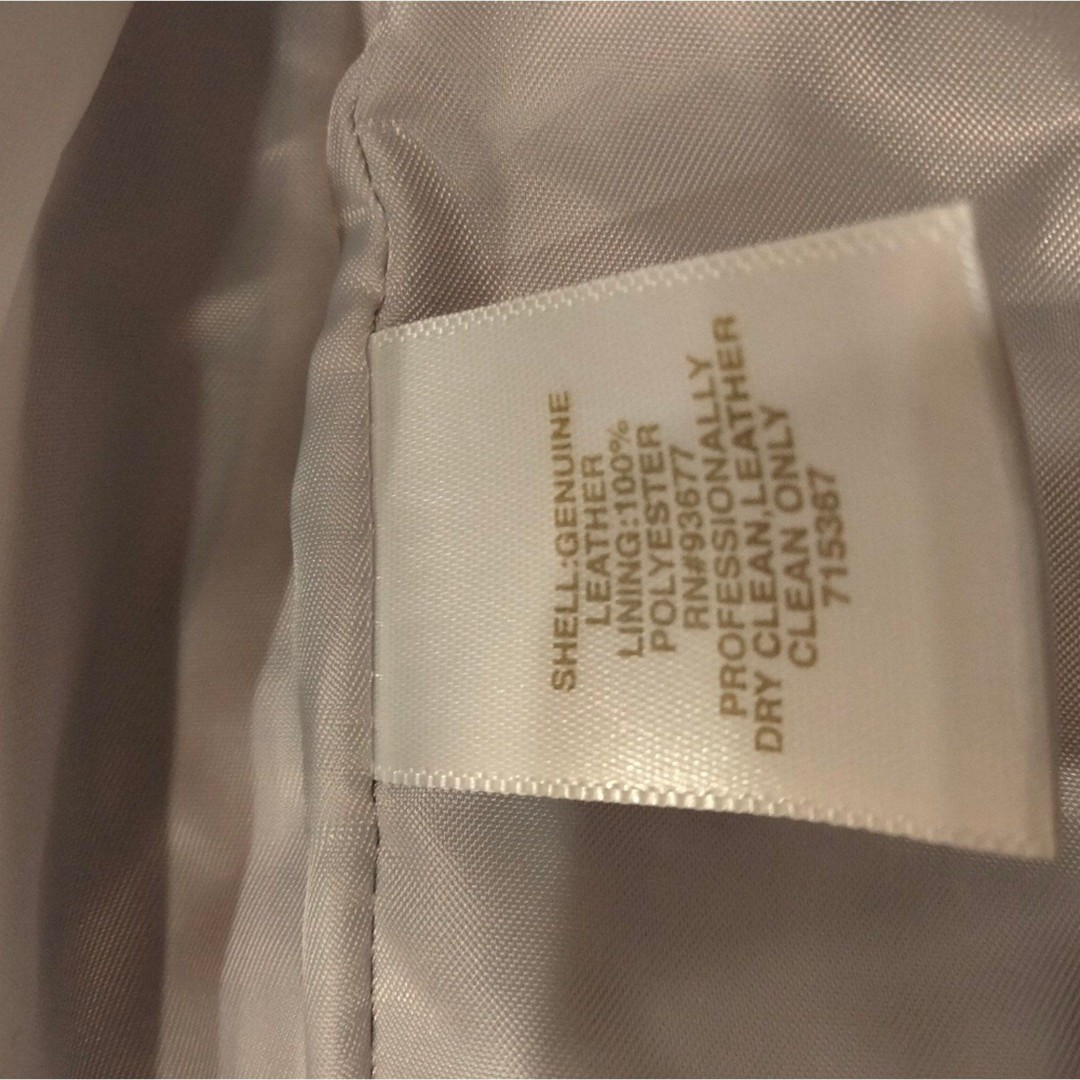 SHELL:GENUINE
LEATHER
LINING:100%
POLYESTER
RN#93677
PROFESSIONALLY
DRY CLEAN,LEATHER
CLEAN ONLY
715367